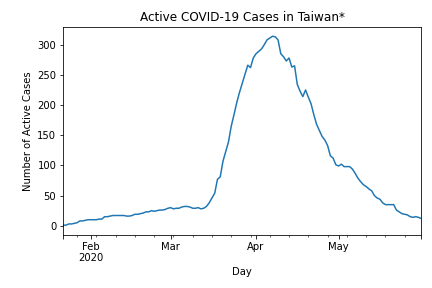 Active COVID-19 Cases in Taiwan*
Number of Active Cases
300
250
200
150
100
50
0
Feb
2020
Mar
Apr
May
Day